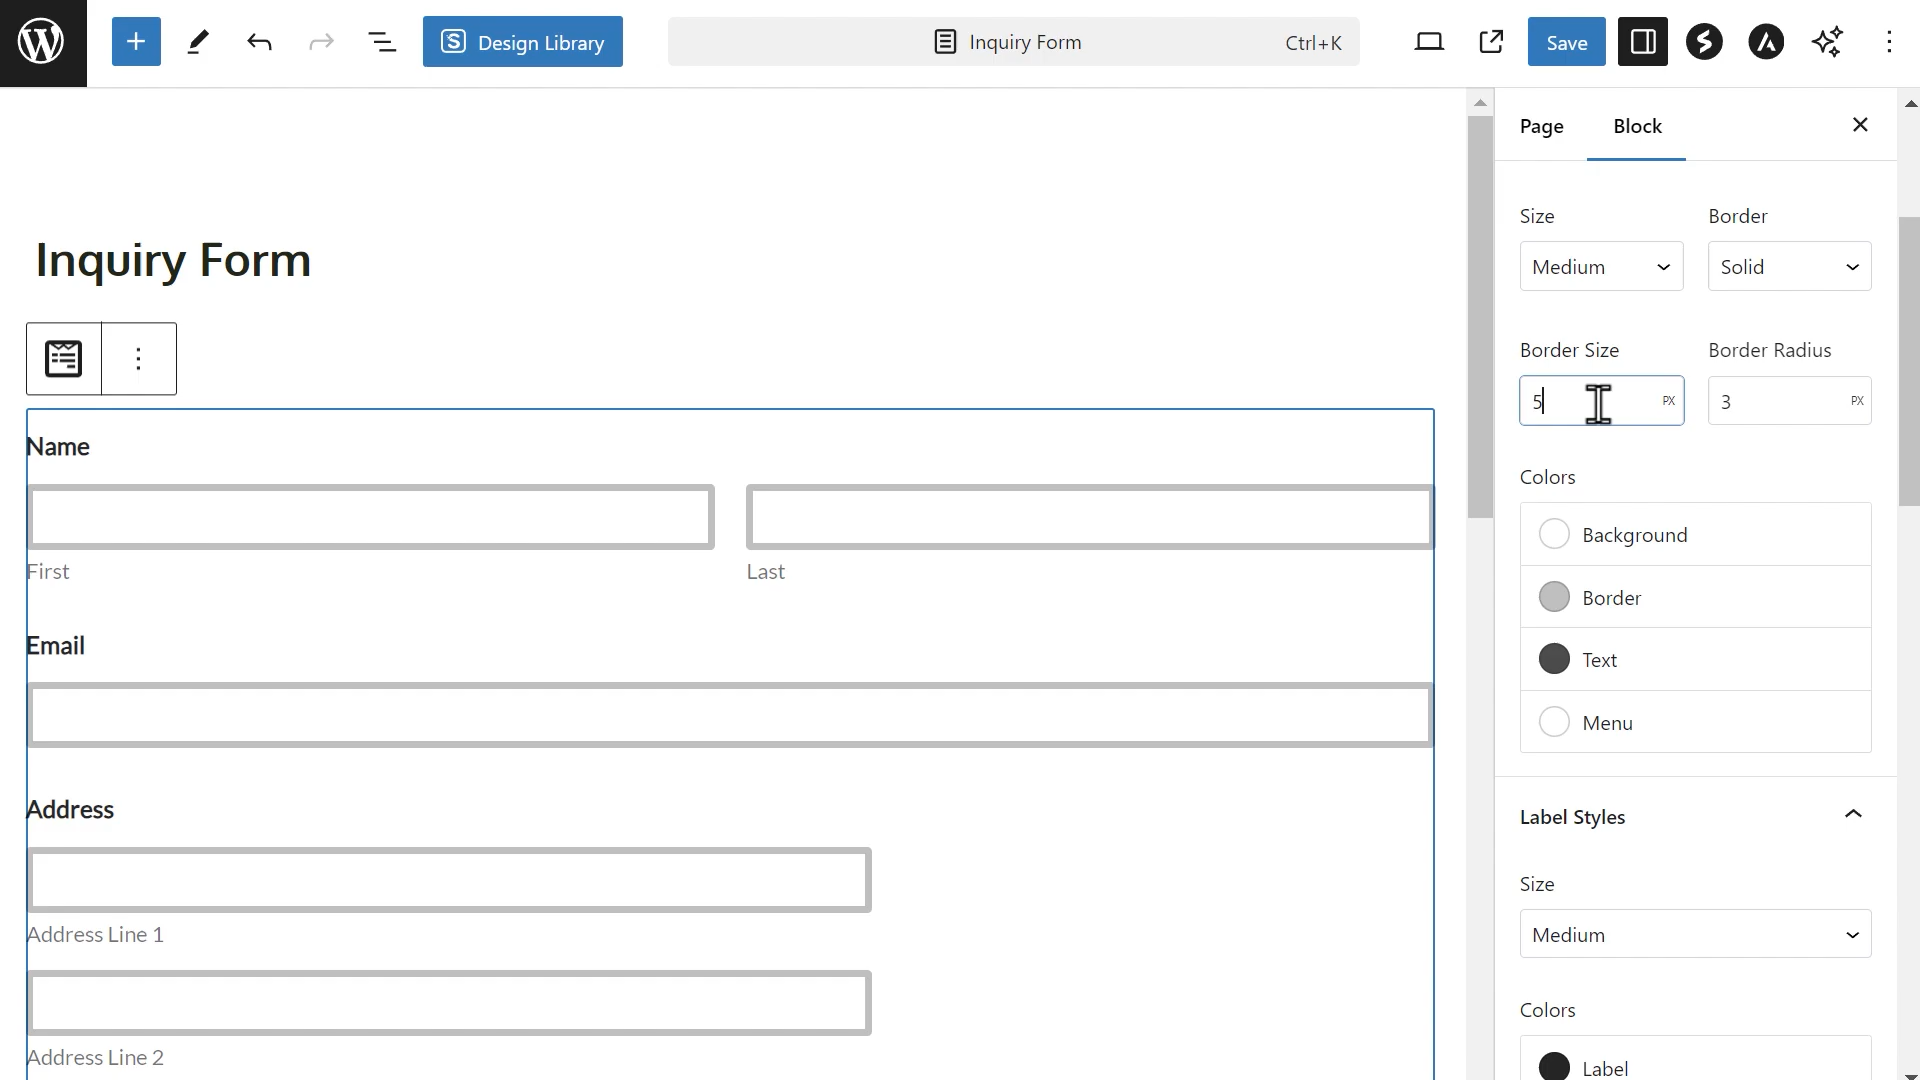 Design Library
Inquiry Form
Ctrl+K
Save
Page
Block
Inquiry Form
Name
First
Last
Email
Address
Address Line 1
Address Line 2
Size
Border
Medium
Solid
Border Size
Border Radius
5
PX
3
PX
Colors
Background
Border
Text
Menu
Label Styles
Size
Medium
Colors
Label